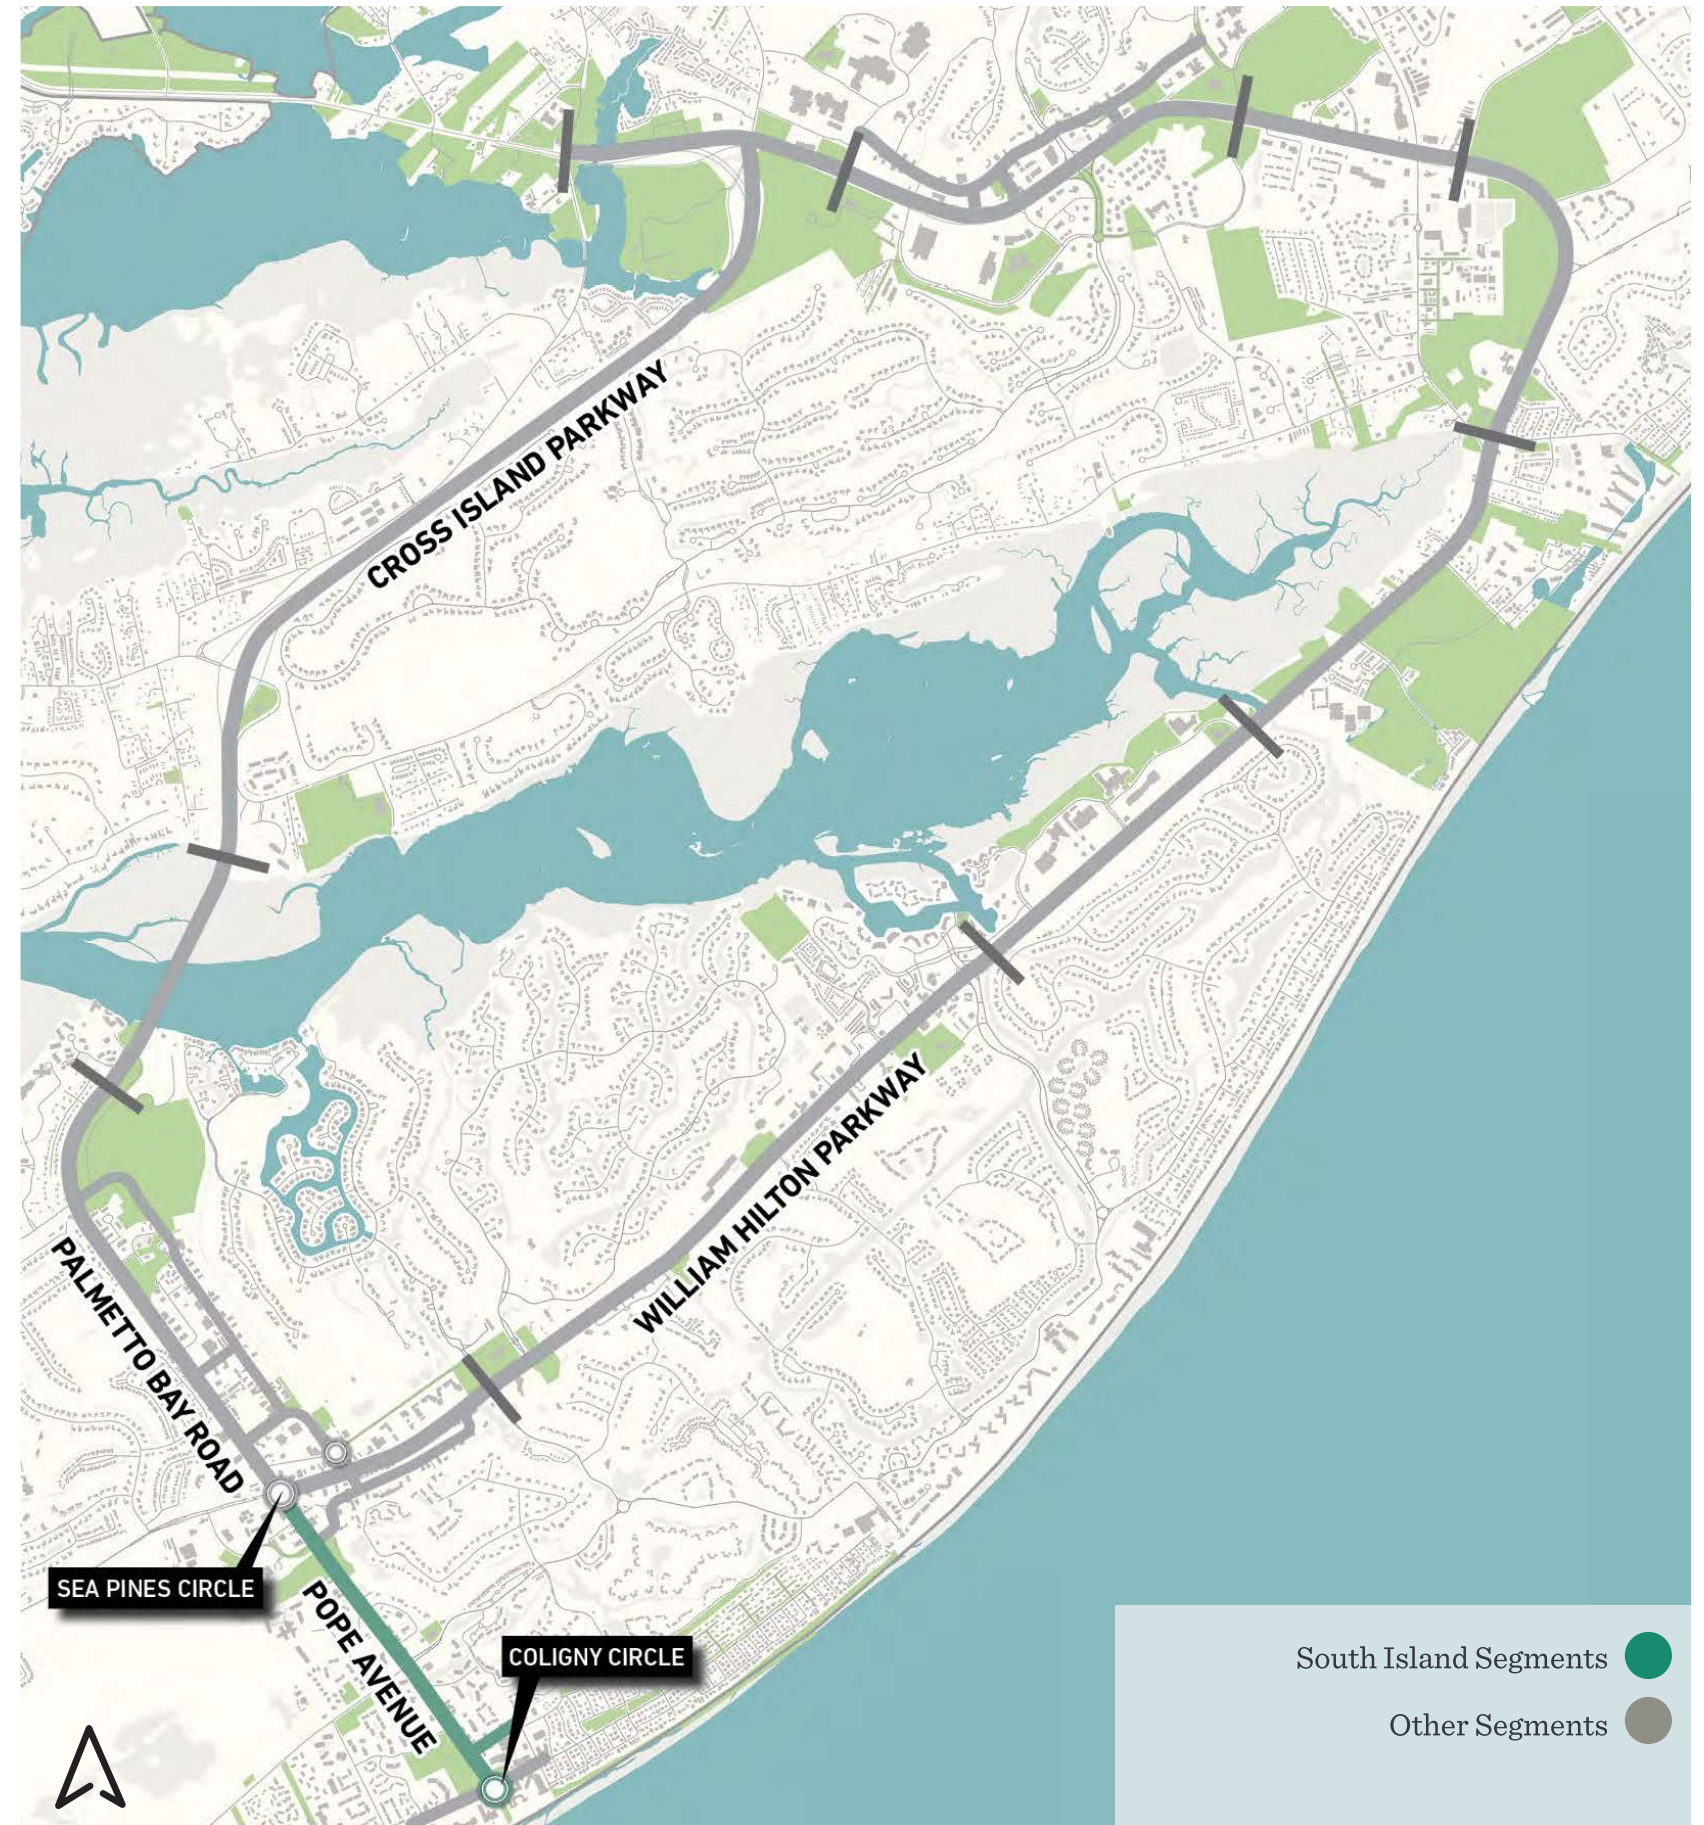 CROSS ISLAND PARKWAY
WILLIAM HILTON PARKWAY
PALMETTO BAY ROAD
SEA PINES CIRCLE
POPE AVENUE
COLIGNY CIRCLE
South Island Segments
Other Segments